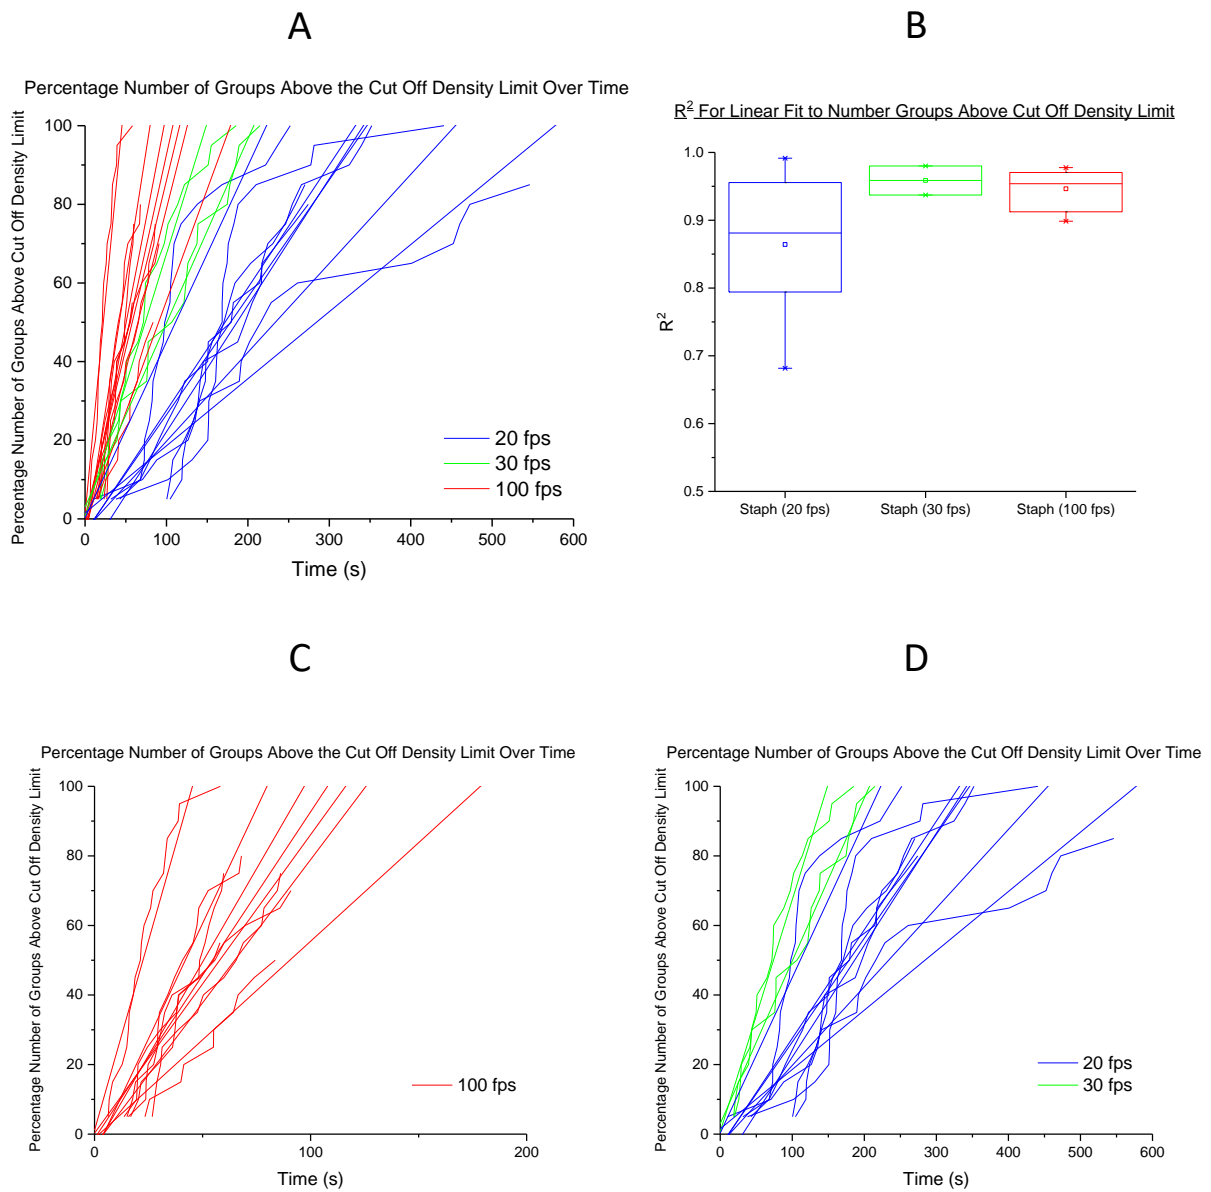 A
Percentage Number of Groups Above the Cut Off Density Limit Over Time
Percentage Number of Groups Above Cut Off Density Limit
100
80
60
40
20
0
20 fps
30 fps
100 fps
0 100 200 300 400 500 600
Time (s)
B
R2 For Linear Fit to Number Groups Above Cut Off Density Limit
R2
1.0
0.9
0.8
0.7
0.6
0.5
Staph (20 fps) Staph (30 fps) Staph (100 fps)
C
Percentage Number of Groups Above the Cut Off Density Limit Over Time
Percentage Number of Groups Above Cut Off Density Limit
100
80
60
40
20
0
100 fps
0 100 200
Time (s)
D
Percentage Number of Groups Above the Cut Off Density Limit Over Time
Percentage Number of Groups Above Cut Off Density Limit
100
80
60
40
20
0
20 fps
30 fps
0 100 200 300 400 500 600
Time (s)